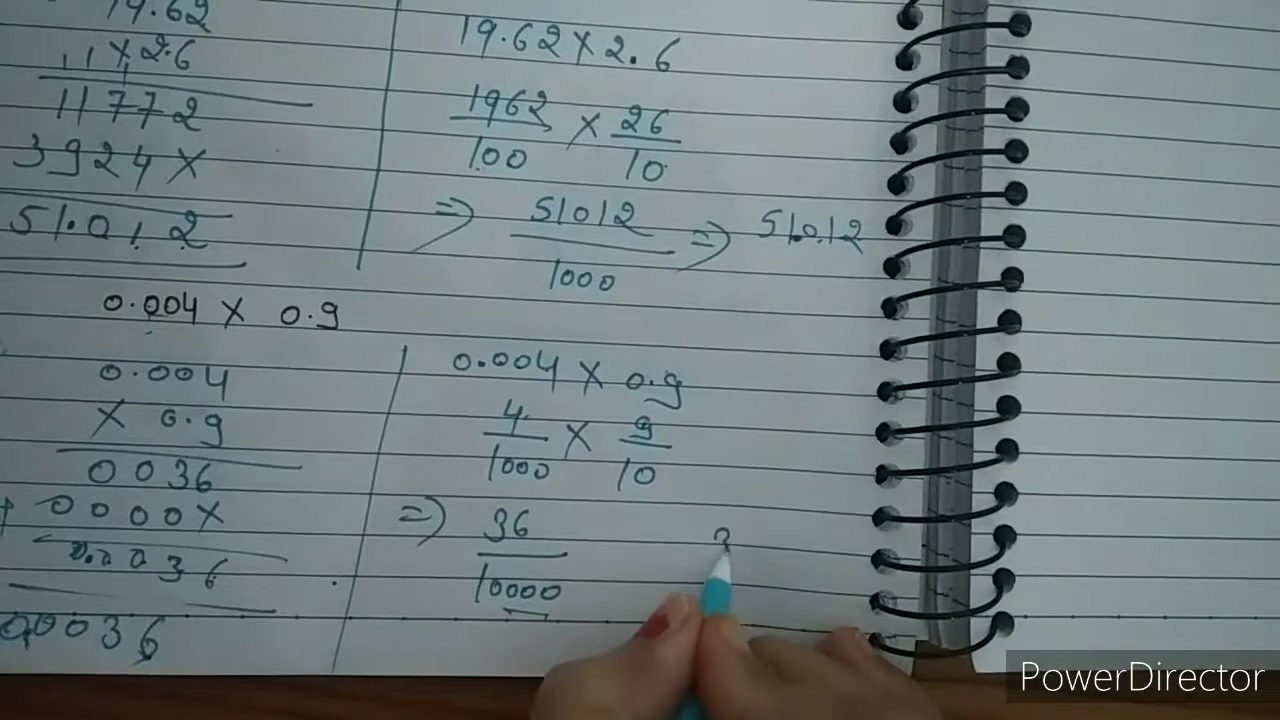 19.62
11 × 2.6
11772
3924×
51.012
19.62 × 2.6
1962/100 × 26/10
⇒ 51012/1000 ⇒ 51.012
0.004 × 0.9
0.004
× 0.9
0036
+ 0000×
0.0036
0.0036
0.004 × 0.9
4/1000 × 9/10
⇒ 36/10000
PowerDirector